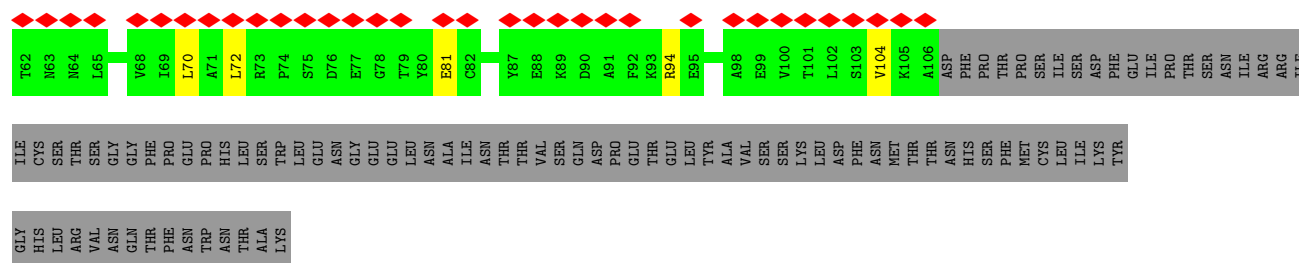 T62 N63 N64 L65 V68 I69 L70 A71 L72 R73 P74 S75 D76 E77 G78 T79 Y80 E81 C82 Y87 E88 K89 D90 A91 F92 K93 R94 E95 A98 E99 V100 T101 L102 S103 V104 K105 A106 ASP PHE PRO THR PRO SER ILE SER ASP PHE GLU ILE PRO THR SER ASN ILE ARG ARG ILE
ILE CYS SER THR SER GLY GLY PHE PRO GLU PRO HIS LEU SER TRP LEU GLU ASN GLY GLU GLU LEU ASN ALA ILE ASN THR THR VAL SER GLN ASP PRO GLU THR GLU LEU TYR ALA VAL SER SER LYS LEU ASP PHE ASN MET THR THR ASN HIS SER PHE MET CYS LEU ILE LYS TYR
GLY HIS LEU ARG VAL ASN GLN THR PHE ASN TRP ASN THR ALA LYS